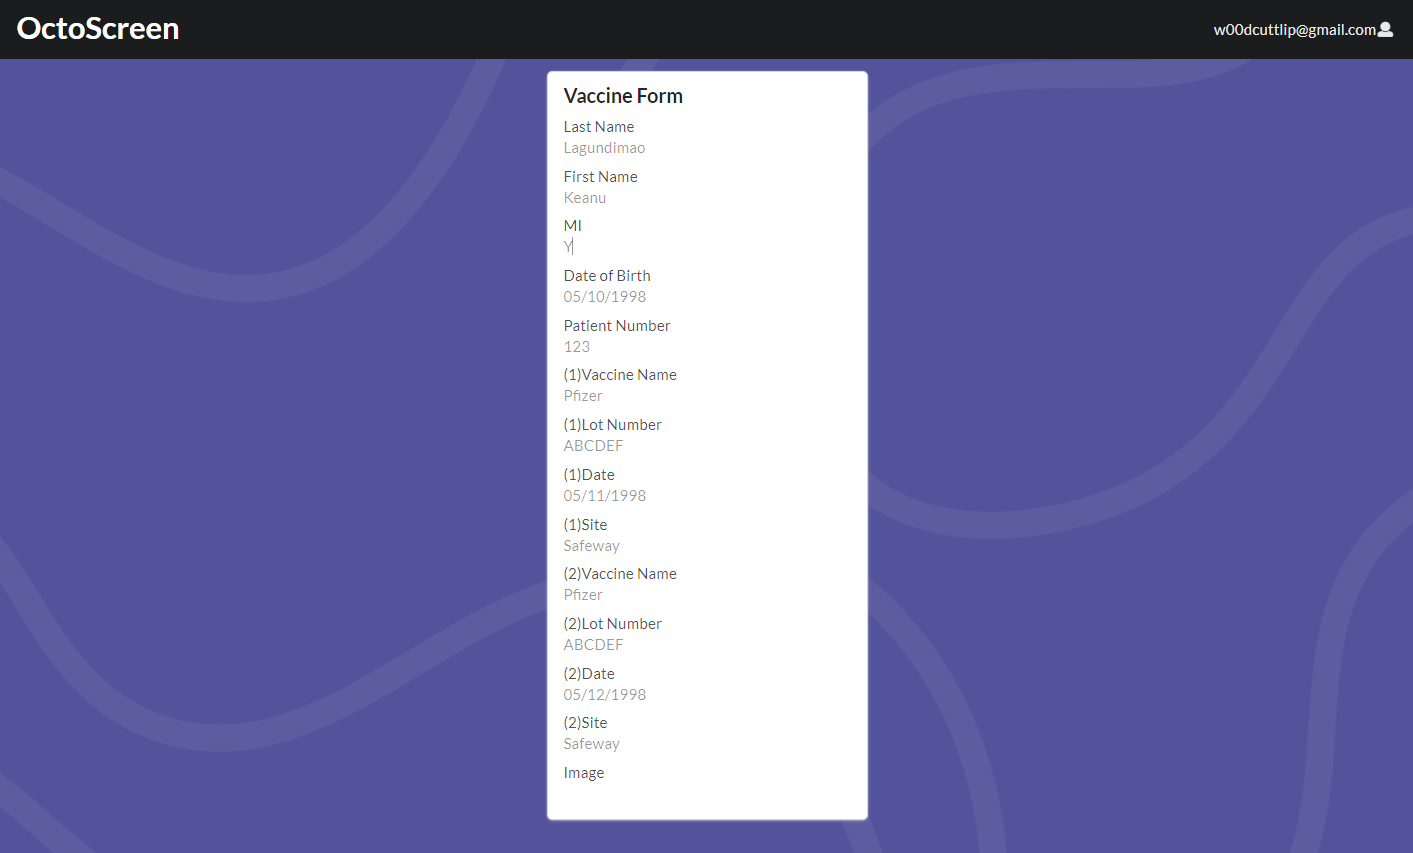 OctoScreen
w00dcuttlip@gmail.com
Vaccine Form
Last Name
Lagundimao
First Name
Keanu
MI
Y
Date of Birth
05/10/1998
Patient Number
123
(1)Vaccine Name
Pfizer
(1)Lot Number
ABCDEF
(1)Date
05/11/1998
(1)Site
Safeway
(2)Vaccine Name
Pfizer
(2)Lot Number
ABCDEF
(2)Date
05/12/1998
(2)Site
Safeway
Image